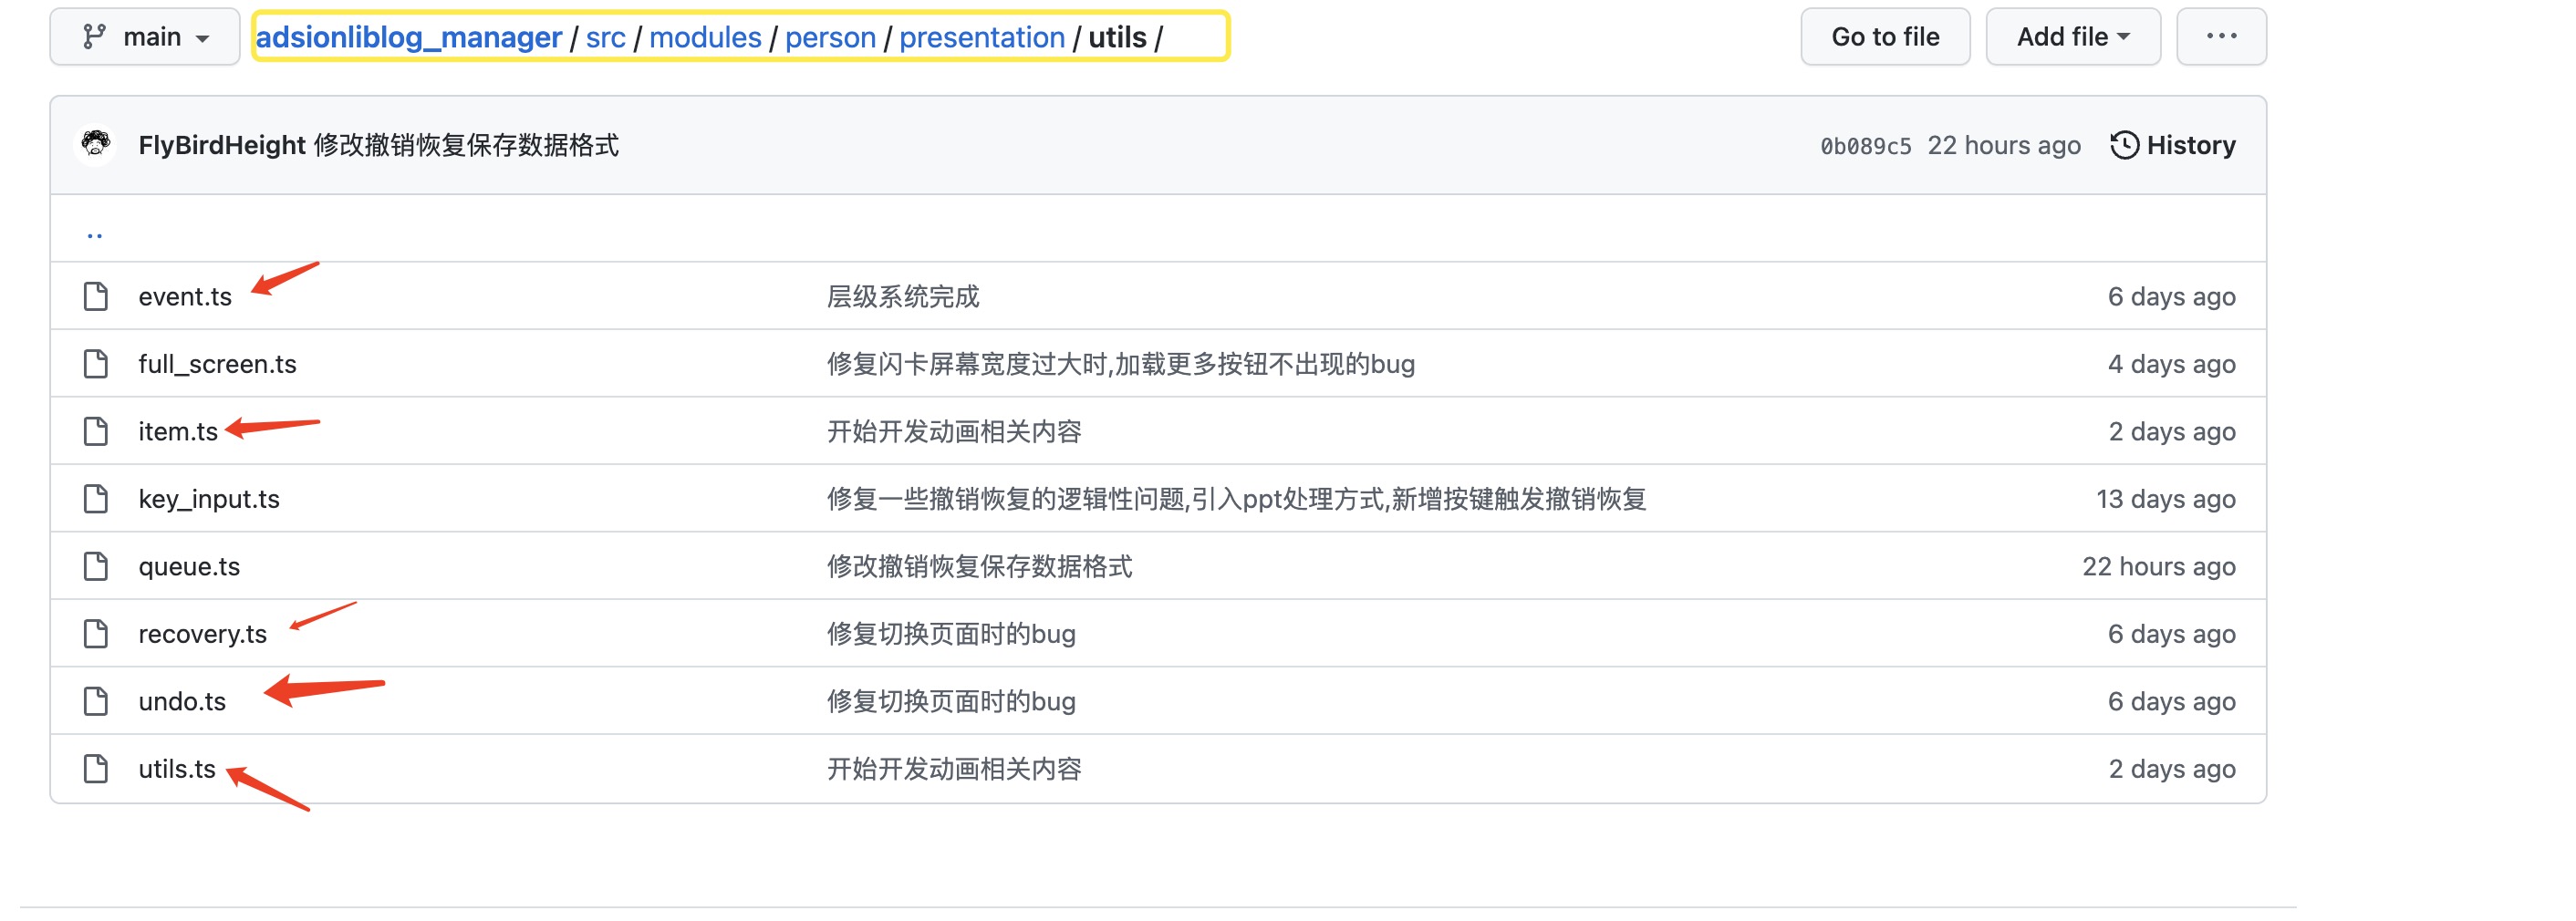 main adsionliblog_manager / src / modules / person / presentation / utils / Go to file Add file ...
FlyBirdHeight 修改撤销恢复保存数据格式 0b089c5 22 hours ago History
..
event.ts 层级系统完成 6 days ago
full_screen.ts 修复闪卡屏幕宽度过大时,加载更多按钮不出现的bug 4 days ago
item.ts 开始开发动画相关内容 2 days ago
key_input.ts 修复一些撤销恢复的逻辑性问题,引入ppt处理方式,新增按键触发撤销恢复 13 days ago
queue.ts 修改撤销恢复保存数据格式 22 hours ago
recovery.ts 修复切换页面时的bug 6 days ago
undo.ts 修复切换页面时的bug 6 days ago
utils.ts 开始开发动画相关内容 2 days ago